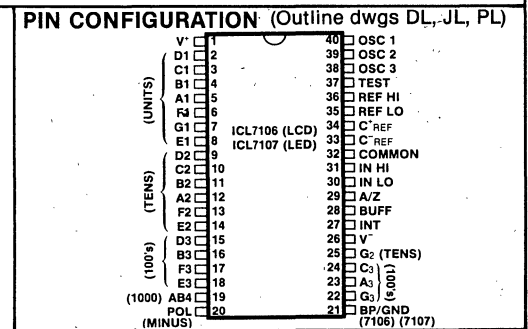 PIN CONFIGURATION (Outline dwgs DL, JL, PL)
V+ 1
D1 2
C1 3
B1 4
A1 5
F1 6
G1 7
E1 8
(UNITS)
D2 9
C2 10
B2 11
A2 12
F2 13
E2 14
(TENS)
D3 15
B3 16
F3 17
E3 18
(100's)
(1000) AB4 19
POL 20
(MINUS)
ICL7106 (LCD)
ICL7107 (LED)
40 OSC 1
39 OSC 2
38 OSC 3
37 TEST
36 REF HI
35 REF LO
34 C+REF
33 C-REF
32 COMMON
31 IN HI
30 IN LO
29 A/Z
28 BUFF
27 INT
26 V-
25 G2 (TENS)
24 C3
23 A3
22 G3
(100's)
21 BP/GND
(7106) (7107)